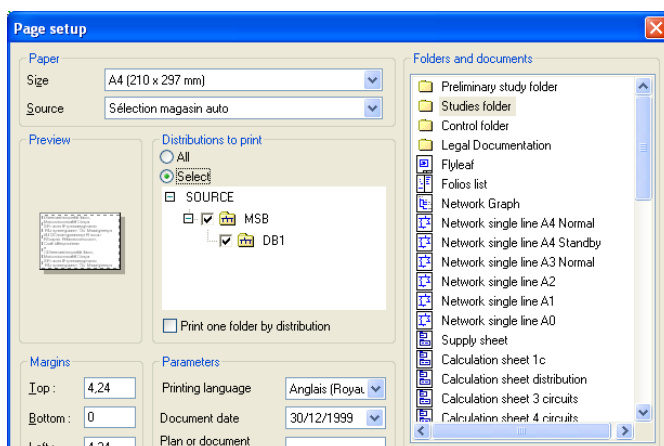 Page setup
Paper
Size
A4 (210 x 297 mm)
Source
Sélection magasin auto
Preview
Distributions to print
All
Select
SOURCE
MSB
DB1
Print one folder by distribution
Margins
Top :
4,24
Bottom :
0
Parameters
Printing language
Anglais (Royau
Document date
30/12/1999
Plan or document
Folders and documents
Preliminary study folder
Studies folder
Control folder
Legal Documentation
Flyleaf
Folios list
Network Graph
Network single line A4 Normal
Network single line A4 Standby
Network single line A3 Normal
Network single line A2
Network single line A1
Network single line A0
Supply sheet
Calculation sheet 1c
Calculation sheet distribution
Calculation sheet 3 circuits
Calculation sheet 4 circuits